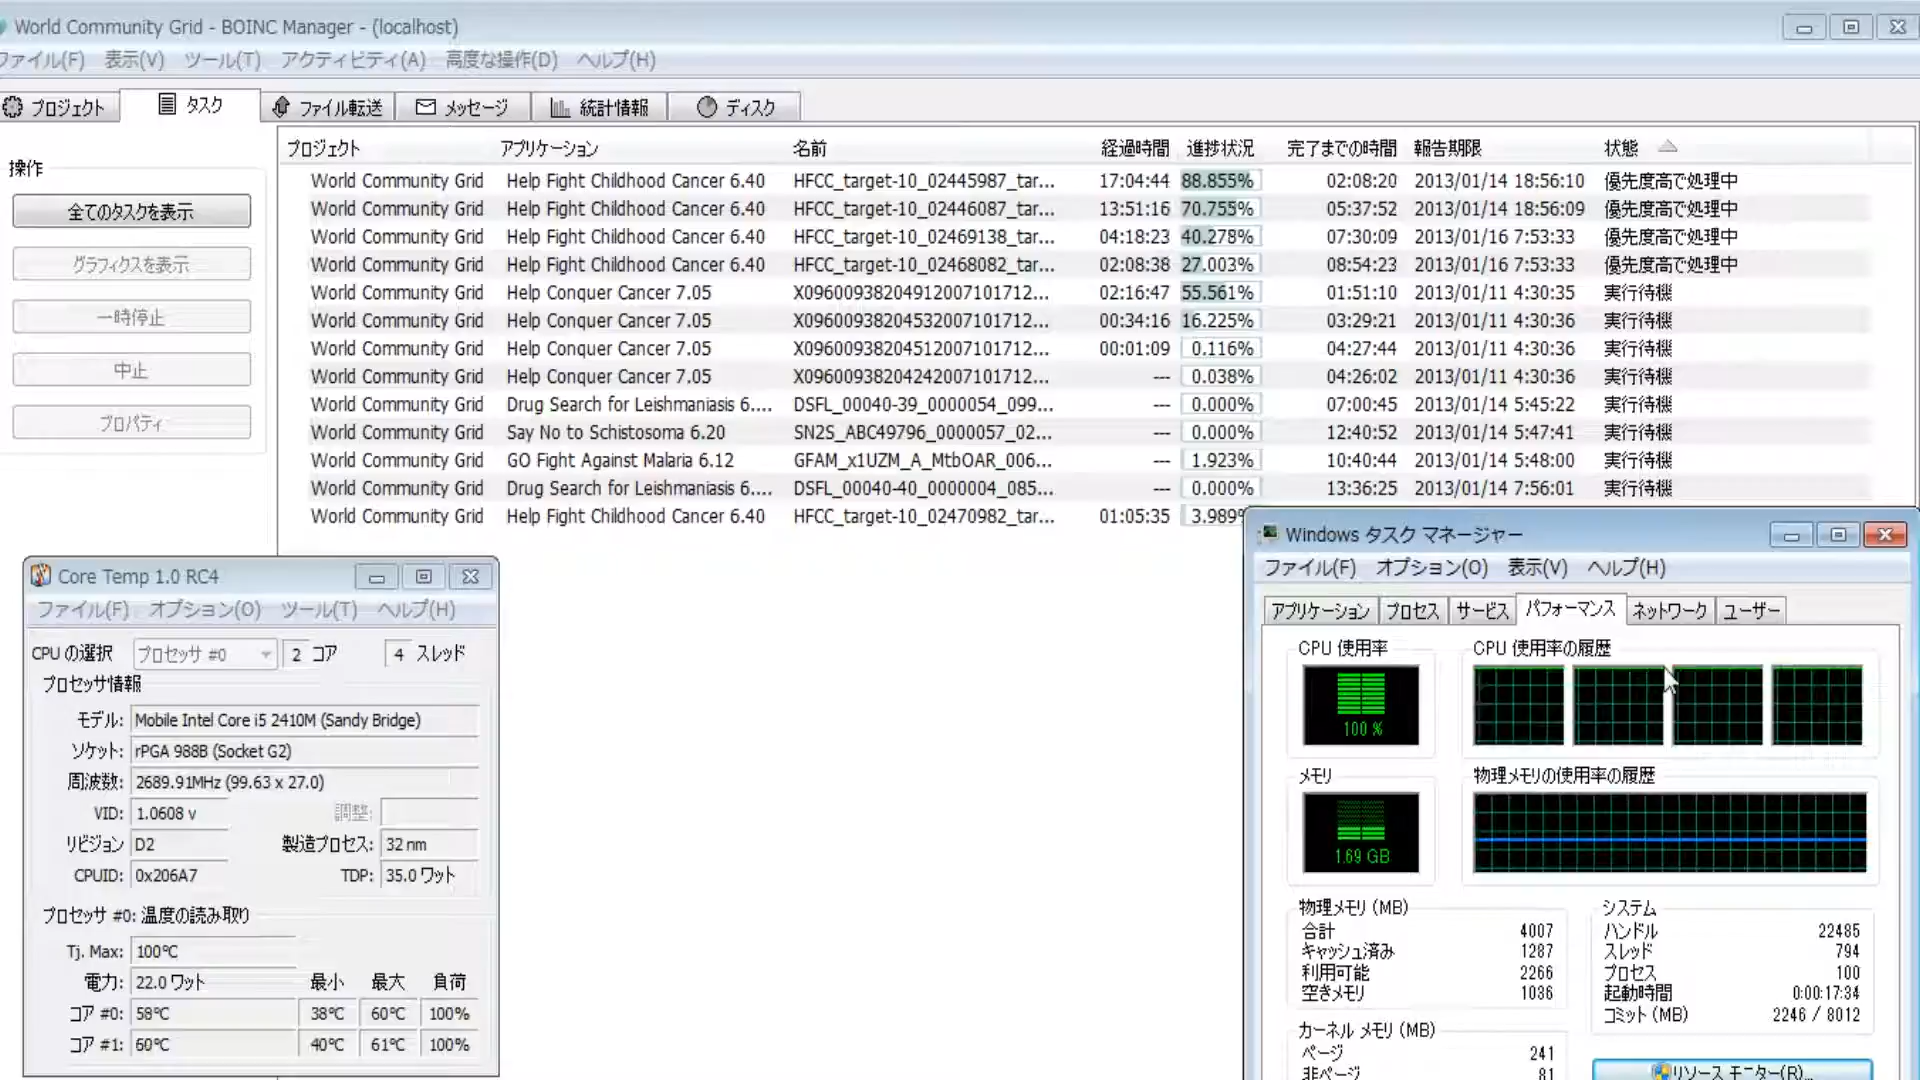 World Community Grid - BOINC Manager - (localhost)
ファイル(F) 表示(V) ツール(T) アクティビティ(A) 高度な操作(D) ヘルプ(H)
プロジェクト タスク ファイル転送 メッセージ 統計情報 ディスク
操作
全てのタスクを表示
グラフィクスを表示
一時停止
中止
プロパティ
プロジェクト アプリケーション 名前 経過時間 進捗状況 完了までの時間 報告期限 状態
World Community Grid Help Fight Childhood Cancer 6.40 HFCC_target-10_02445987_tar... 17:04:44 88.855% 02:08:20 2013/01/14 18:56:10 優先度高で処理中
World Community Grid Help Fight Childhood Cancer 6.40 HFCC_target-10_02446087_tar... 13:51:16 70.755% 05:37:52 2013/01/14 18:56:09 優先度高で処理中
World Community Grid Help Fight Childhood Cancer 6.40 HFCC_target-10_02469138_tar... 04:18:23 40.278% 07:30:09 2013/01/16 7:53:33 優先度高で処理中
World Community Grid Help Fight Childhood Cancer 6.40 HFCC_target-10_02468082_tar... 02:08:38 27.003% 08:54:23 2013/01/16 7:53:33 優先度高で処理中
World Community Grid Help Conquer Cancer 7.05 X09600938204912007101712... 02:16:47 55.561% 01:51:10 2013/01/11 4:30:35 実行待機
World Community Grid Help Conquer Cancer 7.05 X09600938204532007101712... 00:34:16 16.225% 03:29:21 2013/01/11 4:30:36 実行待機
World Community Grid Help Conquer Cancer 7.05 X09600938204512007101712... 00:01:09 0.116% 04:27:44 2013/01/11 4:30:36 実行待機
World Community Grid Help Conquer Cancer 7.05 X09600938204242007101712... --- 0.038% 04:26:02 2013/01/11 4:30:36 実行待機
World Community Grid Drug Search for Leishmaniasis 6.... DSFL_00040-39_0000054_099... --- 0.000% 07:00:45 2013/01/14 5:45:22 実行待機
World Community Grid Say No to Schistosoma 6.20 SN2S_ABC49796_0000057_02... --- 0.000% 12:40:52 2013/01/14 5:47:41 実行待機
World Community Grid GO Fight Against Malaria 6.12 GFAM_x1UZM_A_MtbOAR_006... --- 1.923% 10:40:44 2013/01/14 5:48:00 実行待機
World Community Grid Drug Search for Leishmaniasis 6.... DSFL_00040-40_0000004_085... --- 0.000% 13:36:25 2013/01/14 7:56:01 実行待機
World Community Grid Help Fight Childhood Cancer 6.40 HFCC_target-10_02470982_tar... 01:05:35 3.989%
Core Temp 1.0 RC4
ファイル(F) オプション(O) ツール(T) ヘルプ(H)
CPU の選択 プロセッサ #0 2 コア 4 スレッド
プロセッサ情報
モデル: Mobile Intel Core i5 2410M (Sandy Bridge)
ソケット: rPGA 988B (Socket G2)
周波数: 2689.91MHz (99.63 x 27.0)
VID: 1.0608 v 調整:
リビジョン D2 製造プロセス: 32 nm
CPUID: 0x206A7 TDP: 35.0 ワット
プロセッサ #0: 温度の読み取り
Tj. Max: 100℃
電力: 22.0 ワット 最小 最大 負荷
コア #0: 58℃ 38℃ 60℃ 100%
コア #1: 60℃ 40℃ 61℃ 100%
Windows タスク マネージャー
ファイル(F) オプション(O) 表示(V) ヘルプ(H)
アプリケーション プロセス サービス パフォーマンス ネットワーク ユーザー
CPU 使用率 CPU 使用率の履歴
100 %
メモリ 物理メモリの使用率の履歴
1.69 GB
物理メモリ (MB)
合計 4007
キャッシュ済み 1287
利用可能 2266
空きメモリ 1036
システム
ハンドル 22485
スレッド 794
プロセス 100
起動時間 0:00:17:34
コミット (MB) 2246 / 8012
カーネル メモリ (MB)
ページ 241
非ページ 81
リソース モニター(R)...